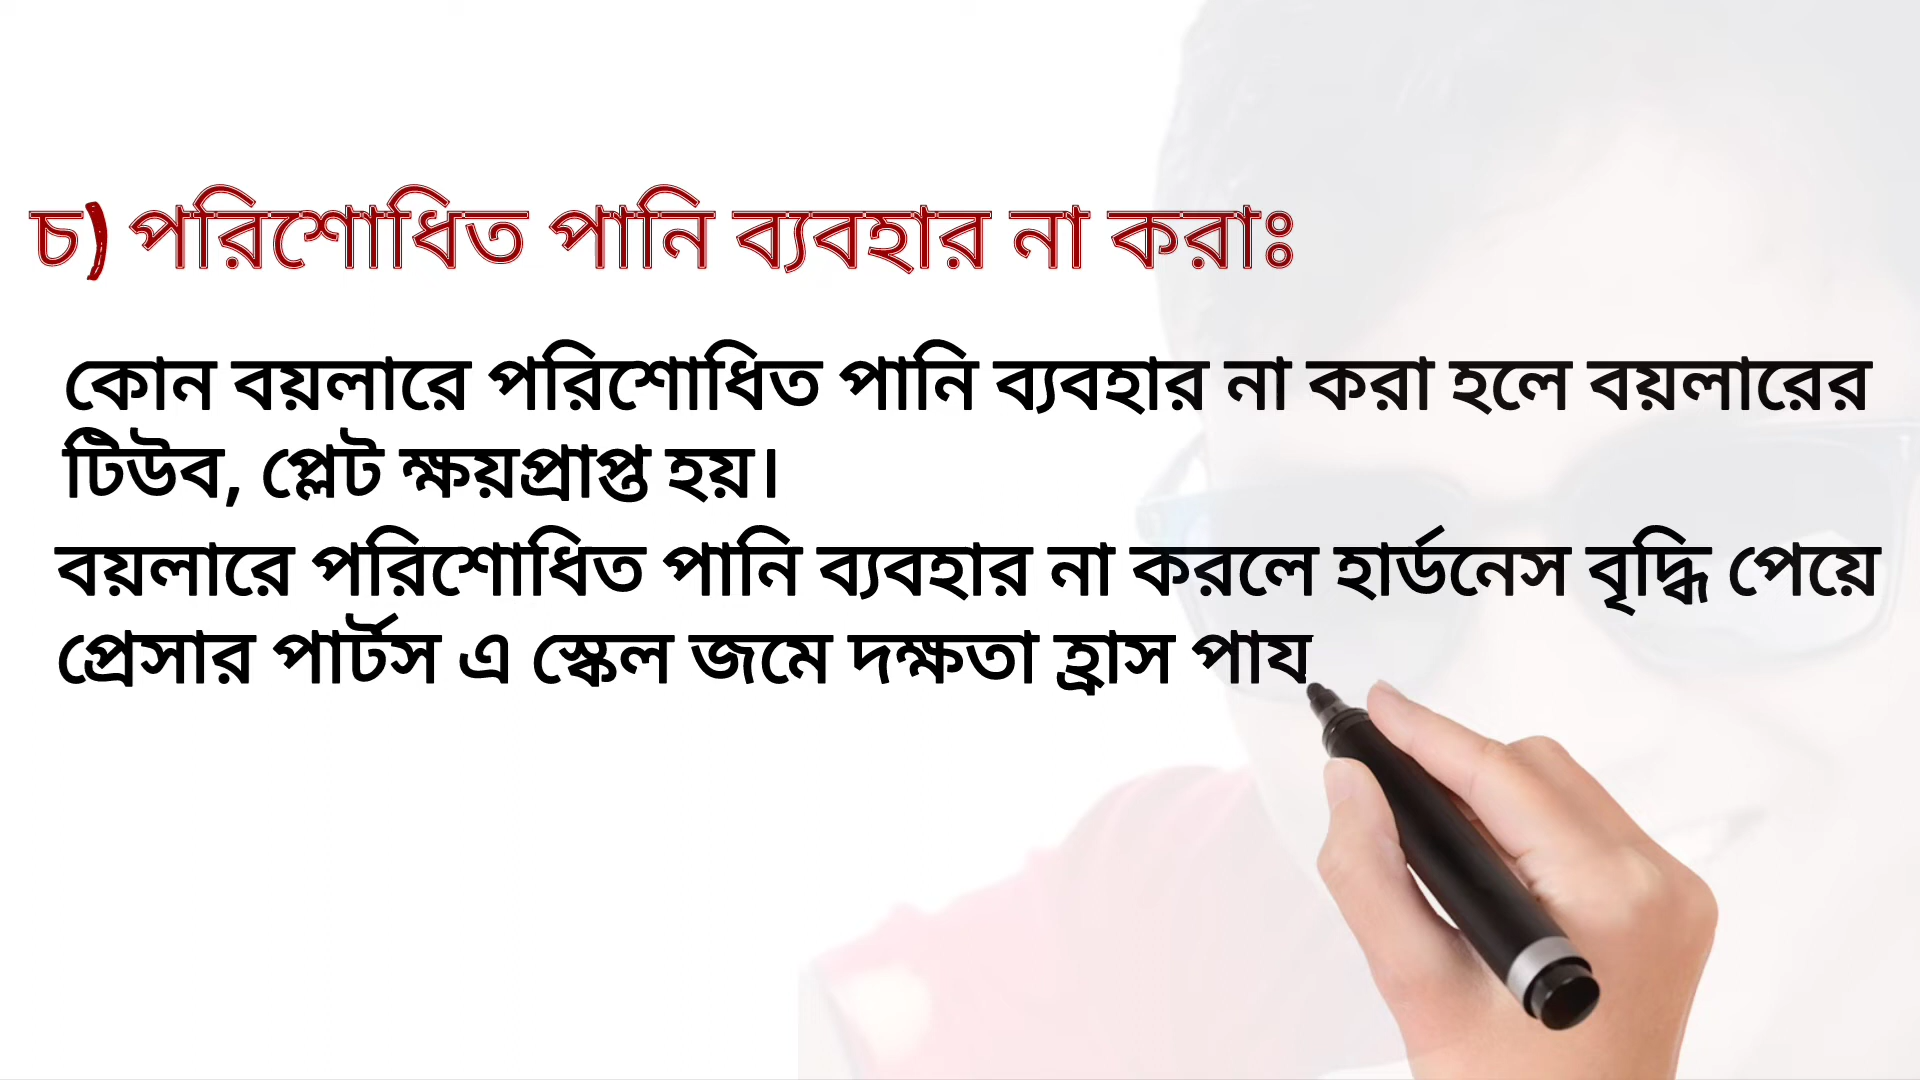 চ) পরিশোধিত পানি ব্যবহার না করাঃ
কোন বয়লারে পরিশোধিত পানি ব্যবহার না করা হলে বয়লারের
টিউব, প্লেট ক্ষয়প্রাপ্ত হয়।
বয়লারে পরিশোধিত পানি ব্যবহার না করলে হার্ডনেস বৃদ্ধি পেয়ে
প্রেসার পার্টস এ স্কেল জমে দক্ষতা হ্রাস পায